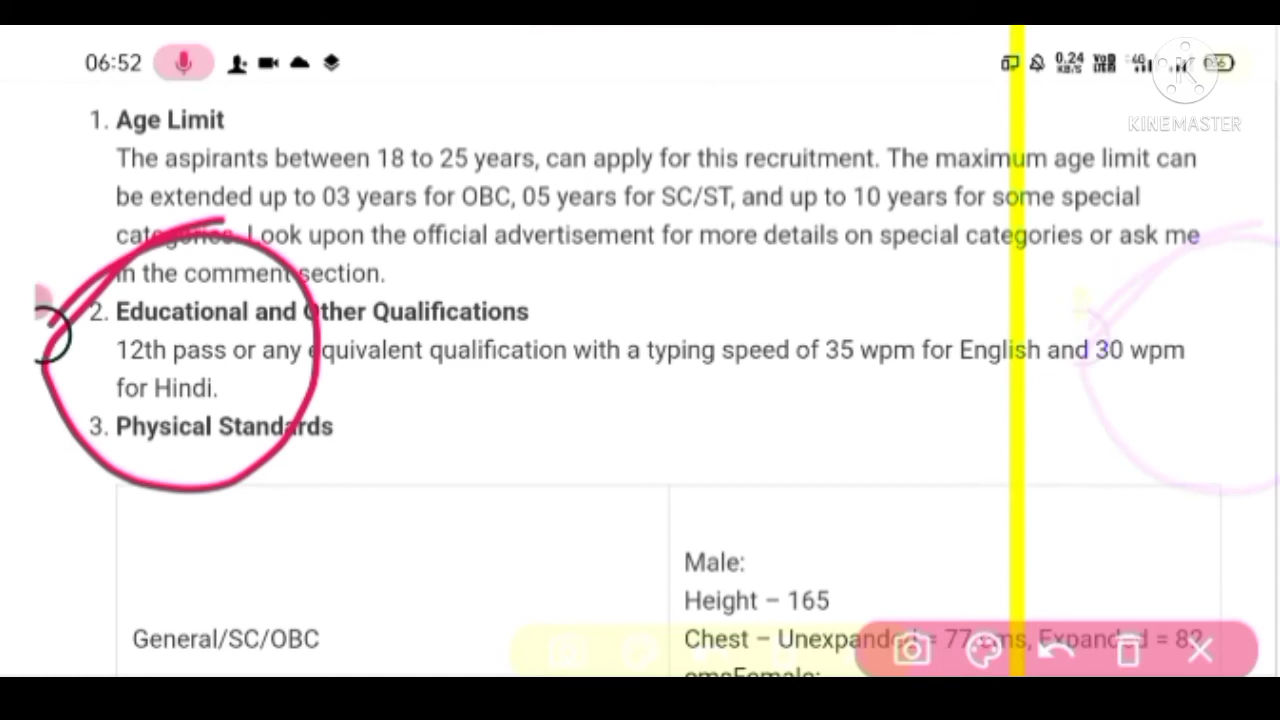 06:52
0.24
KB/S
KINEMASTER
1. Age Limit
The aspirants between 18 to 25 years, can apply for this recruitment. The maximum age limit can
be extended up to 03 years for OBC, 05 years for SC/ST, and up to 10 years for some special
categories. Look upon the official advertisement for more details on special categories or ask me
in the comment section.
2. Educational and Other Qualifications
12th pass or any equivalent qualification with a typing speed of 35 wpm for English and 30 wpm
for Hindi.
3. Physical Standards
General/SC/OBC
Male:
Height – 165
Chest – Unexpanded = 77 cms, Expanded = 82
cmsFemale: